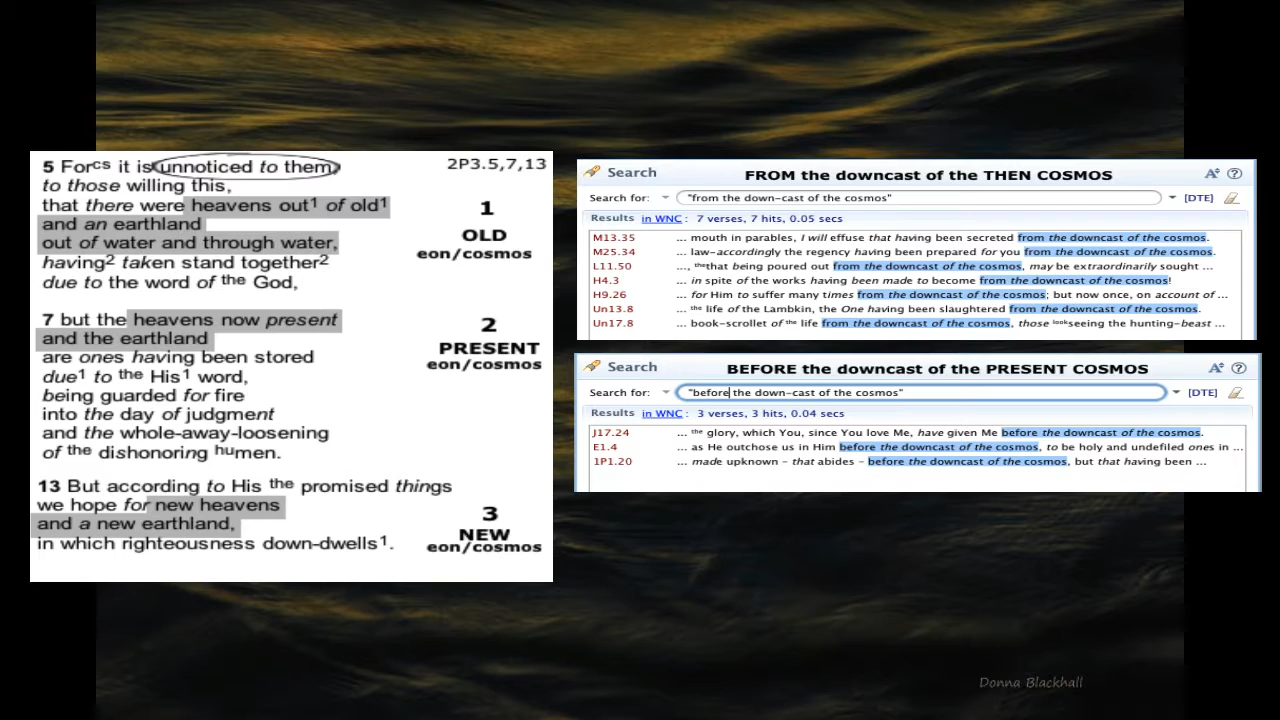 5 Forcs it is unnoticed to them, 2P3.5,7,13
to those willing this,
that there were heavens out1 of old1
and an earthland
out of water and through water,
having2 taken stand together2
due to the word of the God,
1
OLD
eon/cosmos
7 but the heavens now present
and the earthland
are ones having been stored
due1 to the His1 word,
being guarded for fire
into the day of judgment
and the whole-away-loosening
of the dishonoring humen.
2
PRESENT
eon/cosmos
13 But according to His the promised things
we hope for new heavens
and a new earthland,
in which righteousness down-dwells1.
3
NEW
eon/cosmos
Search FROM the downcast of the THEN COSMOS
Search for: "from the down-cast of the cosmos" [DTE]
Results in WNC : 7 verses, 7 hits, 0.05 secs
M13.35 ... mouth in parables, I will effuse that having been secreted from the downcast of the cosmos.
M25.34 ... law-accordingly the regency having been prepared for you from the downcast of the cosmos.
L11.50 ..., thethat being poured out from the downcast of the cosmos, may be extraordinarily sought ...
H4.3 ... in spite of the works having been made to become from the downcast of the cosmos!
H9.26 ... for Him to suffer many times from the downcast of the cosmos; but now once, on account of ...
Un13.8 ... the life of the Lambkin, the One having been slaughtered from the downcast of the cosmos.
Un17.8 ... book-scrollet of the life from the downcast of the cosmos, those lookseeing the hunting-beast ...
Search BEFORE the downcast of the PRESENT COSMOS
Search for: "before the down-cast of the cosmos" [DTE]
Results in WNC : 3 verses, 3 hits, 0.04 secs
J17.24 ... the glory, which You, since You love Me, have given Me before the downcast of the cosmos.
E1.4 ... as He outchose us in Him before the downcast of the cosmos, to be holy and undefiled ones in ...
1P1.20 ... made upknown – that abides – before the downcast of the cosmos, but that having been ...
Donna Blackhall